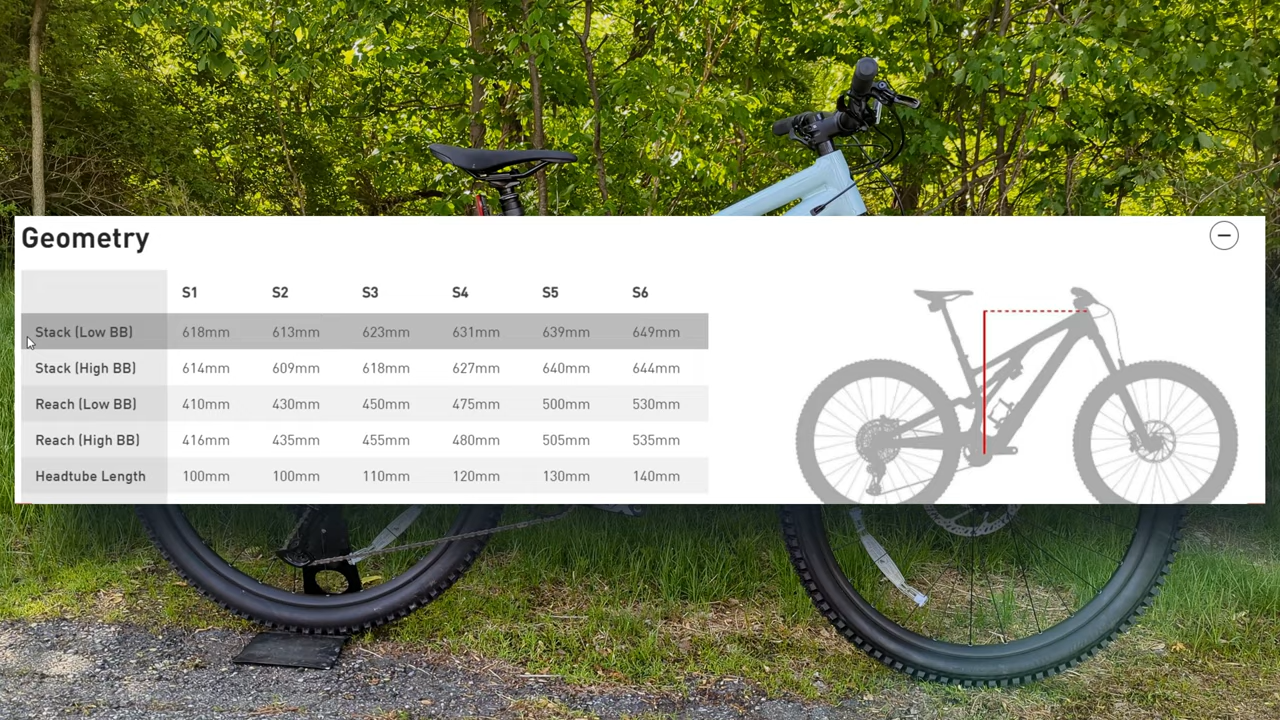 Geometry
S1 S2 S3 S4 S5 S6
Stack (Low BB) 618mm 613mm 623mm 631mm 639mm 649mm
Stack (High BB) 614mm 609mm 618mm 627mm 640mm 644mm
Reach (Low BB) 410mm 430mm 450mm 475mm 500mm 530mm
Reach (High BB) 416mm 435mm 455mm 480mm 505mm 535mm
Headtube Length 100mm 100mm 110mm 120mm 130mm 140mm